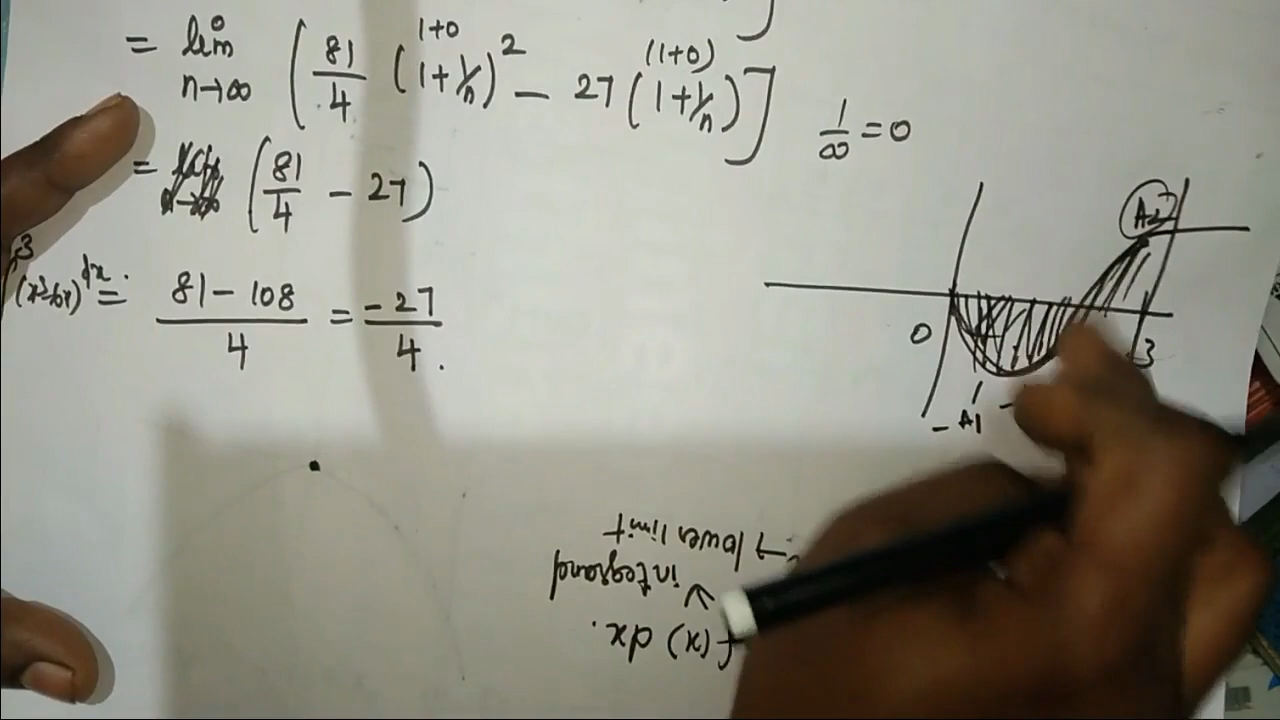 = lim n→∞ ( 81/4 (1+1/n)² − 27 (1+1/n) ]
1+0
(1+0)
1/∞ = 0
= ( 81/4 − 27 )
3
(x³-6x) dx = 81 − 108 / 4 = −27 / 4 .
A2
0
3
− A1
→ lower limit
integrand
f(x) dx.